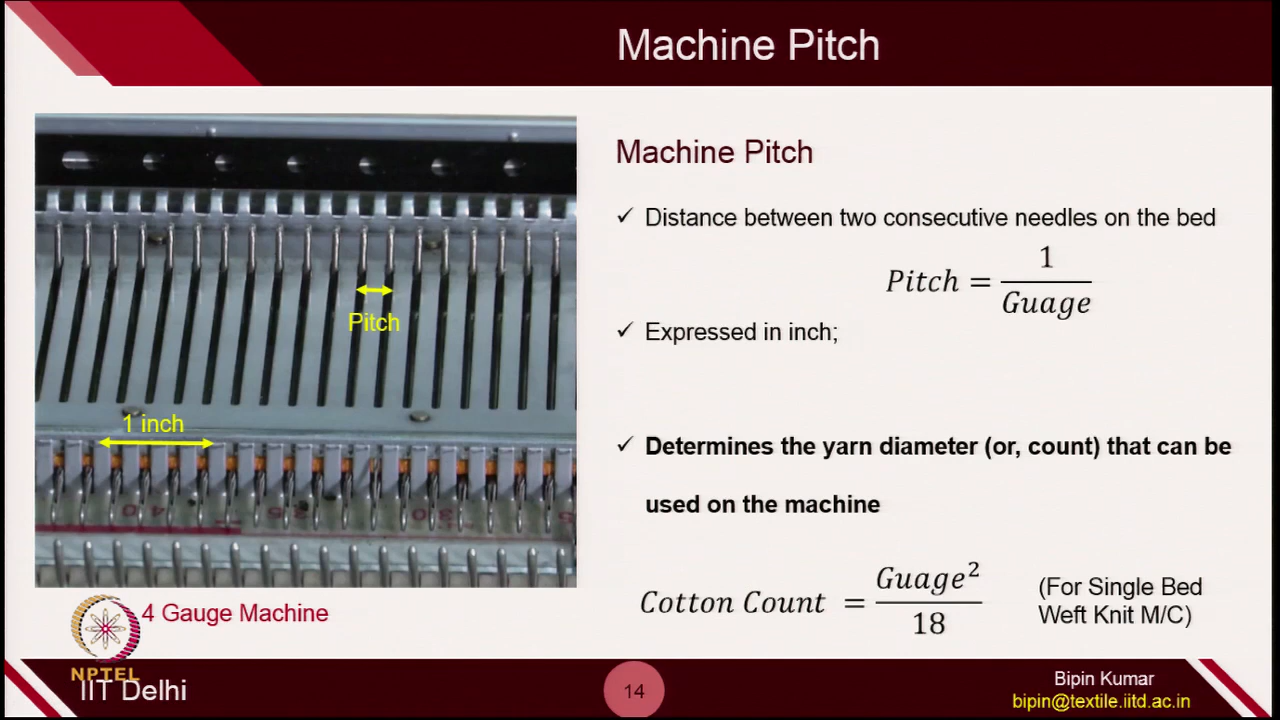 Machine Pitch
Machine Pitch
✓ Distance between two consecutive needles on the bed
Pitch = 1 / Guage
✓ Expressed in inch;
Pitch
1 inch
✓ Determines the yarn diameter (or, count) that can be
used on the machine
Cotton Count = Guage² / 18
(For Single Bed
Weft Knit M/C)
4 Gauge Machine
NPTEL
IIT Delhi
14
Bipin Kumar
bipin@textile.iitd.ac.in